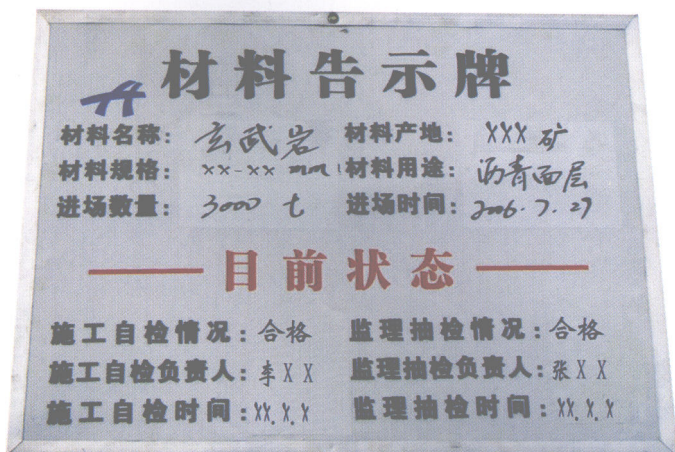 材料告示牌
材料名称：玄武岩 材料产地：XXX 矿
材料规格：xx-xx mm 材料用途：沥青面层
进场数量：3000 t 进场时间：2006.7.27
目前状态
施工自检情况：合格 监理抽检情况：合格
施工自检负责人：李XX 监理抽检负责人：张XX
施工自检时间：XX.X.X 监理抽检时间：XX.X.X